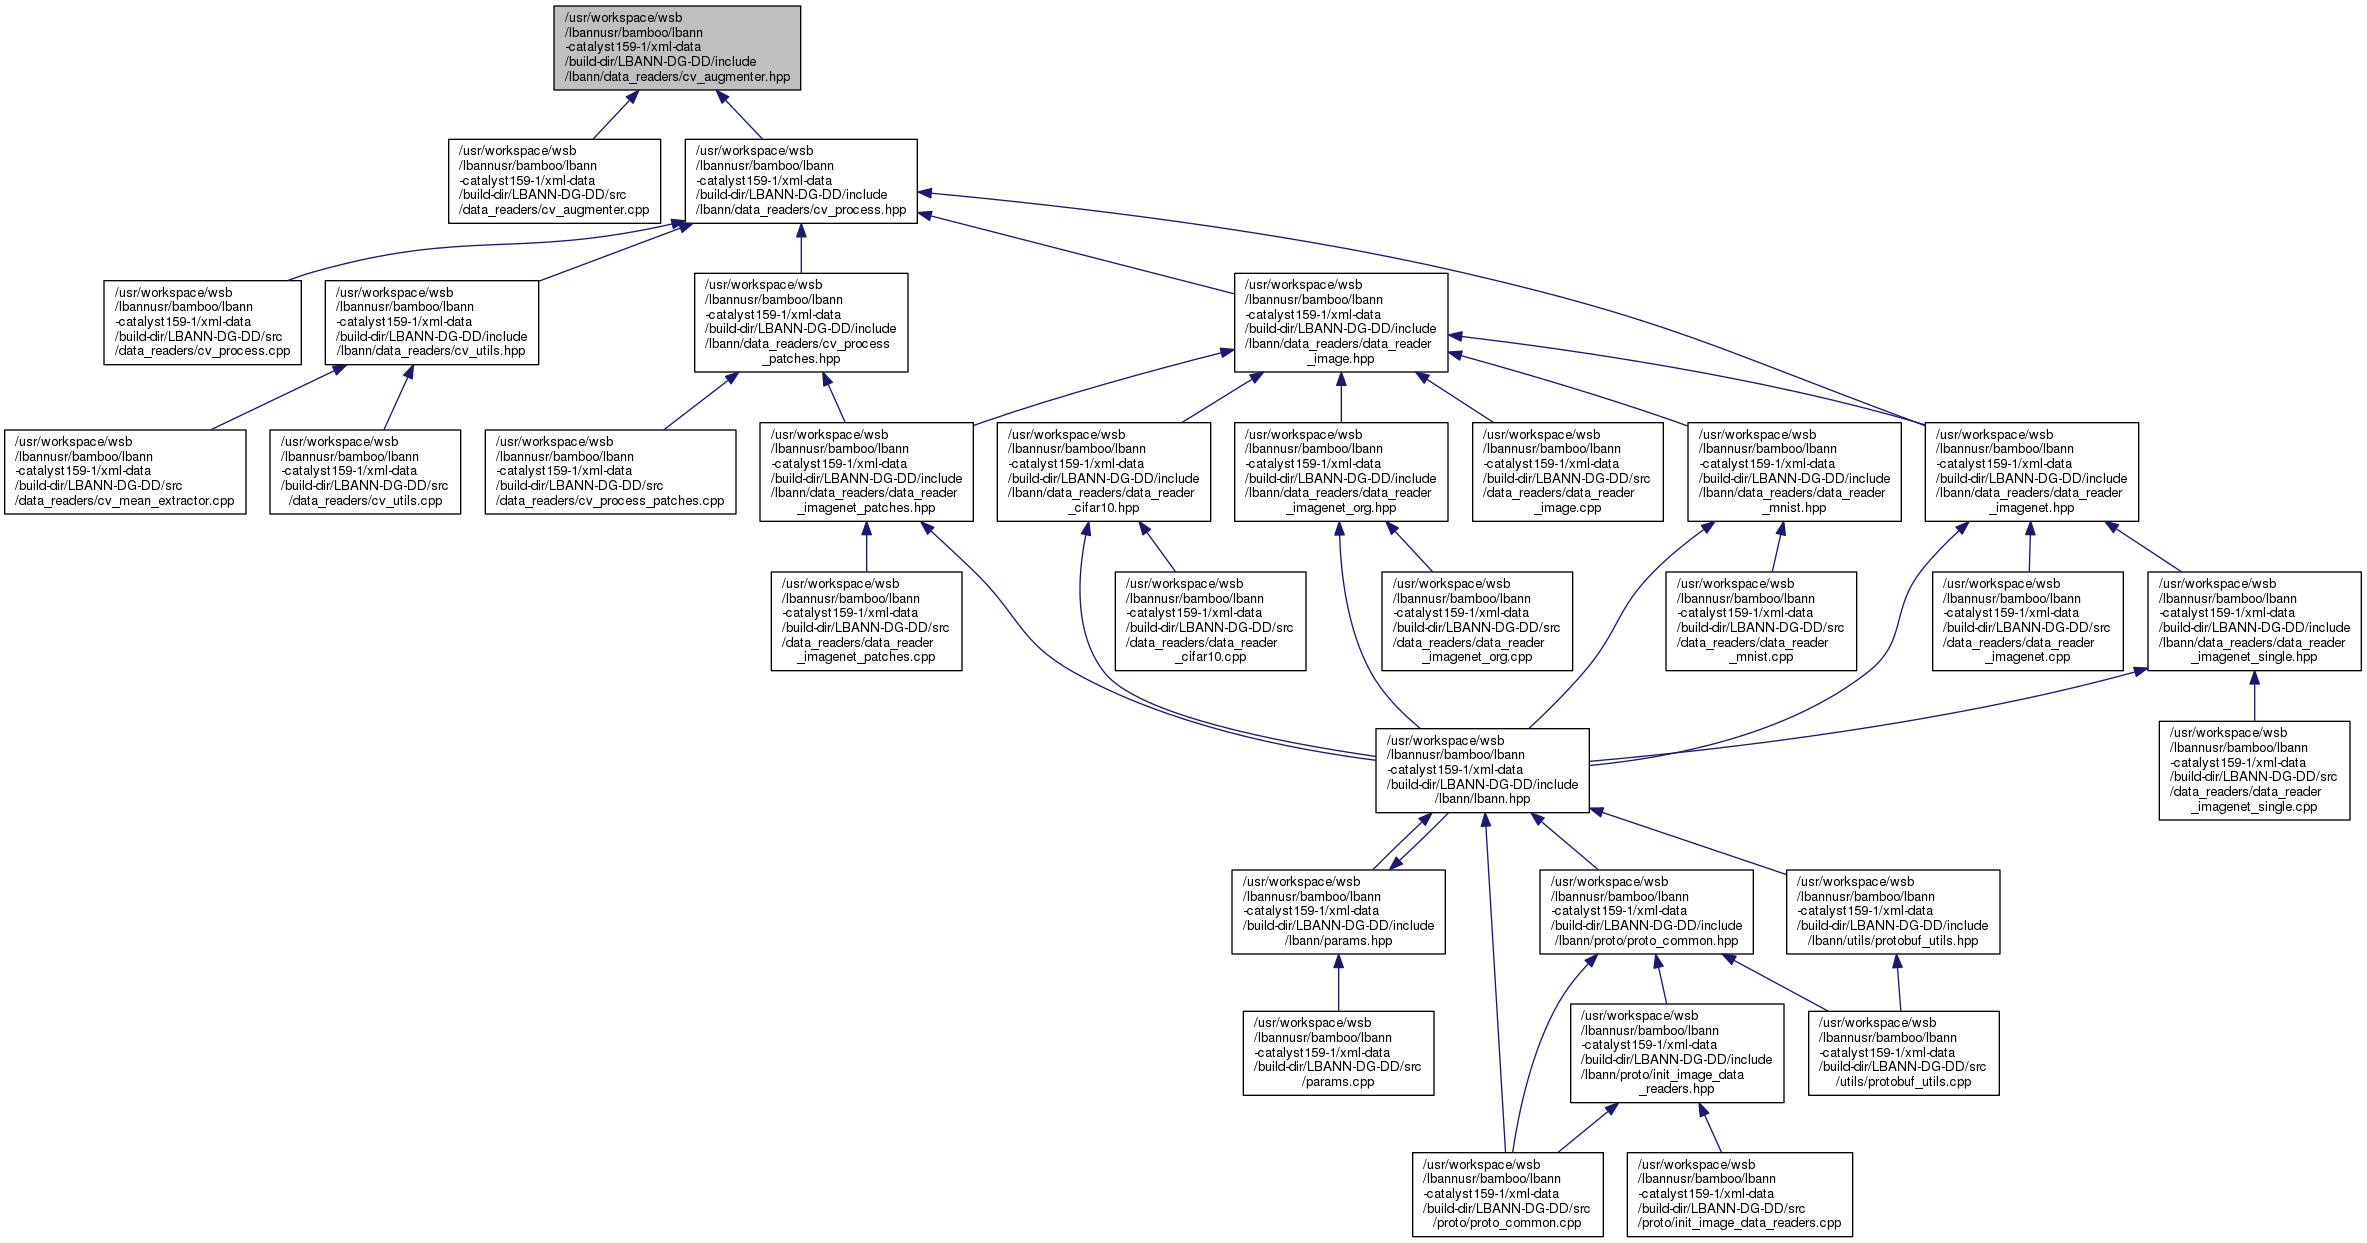 /usr/workspace/wsb
/lbannusr/bamboo/lbann
-catalyst159-1/xml-data
/build-dir/LBANN-DG-DD/include
/lbann/data_readers/cv_augmenter.hpp
/usr/workspace/wsb
/lbannusr/bamboo/lbann
-catalyst159-1/xml-data
/build-dir/LBANN-DG-DD/src
/data_readers/cv_augmenter.cpp
/usr/workspace/wsb
/lbannusr/bamboo/lbann
-catalyst159-1/xml-data
/build-dir/LBANN-DG-DD/include
/lbann/data_readers/cv_process.hpp
/usr/workspace/wsb
/lbannusr/bamboo/lbann
-catalyst159-1/xml-data
/build-dir/LBANN-DG-DD/src
/data_readers/cv_process.cpp
/usr/workspace/wsb
/lbannusr/bamboo/lbann
-catalyst159-1/xml-data
/build-dir/LBANN-DG-DD/include
/lbann/data_readers/cv_utils.hpp
/usr/workspace/wsb
/lbannusr/bamboo/lbann
-catalyst159-1/xml-data
/build-dir/LBANN-DG-DD/include
/lbann/data_readers/cv_process
_patches.hpp
/usr/workspace/wsb
/lbannusr/bamboo/lbann
-catalyst159-1/xml-data
/build-dir/LBANN-DG-DD/include
/lbann/data_readers/data_reader
_image.hpp
/usr/workspace/wsb
/lbannusr/bamboo/lbann
-catalyst159-1/xml-data
/build-dir/LBANN-DG-DD/src
/data_readers/cv_mean_extractor.cpp
/usr/workspace/wsb
/lbannusr/bamboo/lbann
-catalyst159-1/xml-data
/build-dir/LBANN-DG-DD/src
/data_readers/cv_utils.cpp
/usr/workspace/wsb
/lbannusr/bamboo/lbann
-catalyst159-1/xml-data
/build-dir/LBANN-DG-DD/src
/data_readers/cv_process_patches.cpp
/usr/workspace/wsb
/lbannusr/bamboo/lbann
-catalyst159-1/xml-data
/build-dir/LBANN-DG-DD/include
/lbann/data_readers/data_reader
_imagenet_patches.hpp
/usr/workspace/wsb
/lbannusr/bamboo/lbann
-catalyst159-1/xml-data
/build-dir/LBANN-DG-DD/include
/lbann/data_readers/data_reader
_cifar10.hpp
/usr/workspace/wsb
/lbannusr/bamboo/lbann
-catalyst159-1/xml-data
/build-dir/LBANN-DG-DD/include
/lbann/data_readers/data_reader
_imagenet_org.hpp
/usr/workspace/wsb
/lbannusr/bamboo/lbann
-catalyst159-1/xml-data
/build-dir/LBANN-DG-DD/src
/data_readers/data_reader
_image.cpp
/usr/workspace/wsb
/lbannusr/bamboo/lbann
-catalyst159-1/xml-data
/build-dir/LBANN-DG-DD/include
/lbann/data_readers/data_reader
_mnist.hpp
/usr/workspace/wsb
/lbannusr/bamboo/lbann
-catalyst159-1/xml-data
/build-dir/LBANN-DG-DD/include
/lbann/data_readers/data_reader
_imagenet.hpp
/usr/workspace/wsb
/lbannusr/bamboo/lbann
-catalyst159-1/xml-data
/build-dir/LBANN-DG-DD/src
/data_readers/data_reader
_imagenet_patches.cpp
/usr/workspace/wsb
/lbannusr/bamboo/lbann
-catalyst159-1/xml-data
/build-dir/LBANN-DG-DD/src
/data_readers/data_reader
_cifar10.cpp
/usr/workspace/wsb
/lbannusr/bamboo/lbann
-catalyst159-1/xml-data
/build-dir/LBANN-DG-DD/src
/data_readers/data_reader
_imagenet_org.cpp
/usr/workspace/wsb
/lbannusr/bamboo/lbann
-catalyst159-1/xml-data
/build-dir/LBANN-DG-DD/src
/data_readers/data_reader
_mnist.cpp
/usr/workspace/wsb
/lbannusr/bamboo/lbann
-catalyst159-1/xml-data
/build-dir/LBANN-DG-DD/src
/data_readers/data_reader
_imagenet.cpp
/usr/workspace/wsb
/lbannusr/bamboo/lbann
-catalyst159-1/xml-data
/build-dir/LBANN-DG-DD/include
/lbann/data_readers/data_reader
_imagenet_single.hpp
/usr/workspace/wsb
/lbannusr/bamboo/lbann
-catalyst159-1/xml-data
/build-dir/LBANN-DG-DD/include
/lbann/lbann.hpp
/usr/workspace/wsb
/lbannusr/bamboo/lbann
-catalyst159-1/xml-data
/build-dir/LBANN-DG-DD/src
/data_readers/data_reader
_imagenet_single.cpp
/usr/workspace/wsb
/lbannusr/bamboo/lbann
-catalyst159-1/xml-data
/build-dir/LBANN-DG-DD/include
/lbann/params.hpp
/usr/workspace/wsb
/lbannusr/bamboo/lbann
-catalyst159-1/xml-data
/build-dir/LBANN-DG-DD/include
/lbann/proto/proto_common.hpp
/usr/workspace/wsb
/lbannusr/bamboo/lbann
-catalyst159-1/xml-data
/build-dir/LBANN-DG-DD/include
/lbann/utils/protobuf_utils.hpp
/usr/workspace/wsb
/lbannusr/bamboo/lbann
-catalyst159-1/xml-data
/build-dir/LBANN-DG-DD/src
/params.cpp
/usr/workspace/wsb
/lbannusr/bamboo/lbann
-catalyst159-1/xml-data
/build-dir/LBANN-DG-DD/include
/lbann/proto/init_image_data
_readers.hpp
/usr/workspace/wsb
/lbannusr/bamboo/lbann
-catalyst159-1/xml-data
/build-dir/LBANN-DG-DD/src
/utils/protobuf_utils.cpp
/usr/workspace/wsb
/lbannusr/bamboo/lbann
-catalyst159-1/xml-data
/build-dir/LBANN-DG-DD/src
/proto/proto_common.cpp
/usr/workspace/wsb
/lbannusr/bamboo/lbann
-catalyst159-1/xml-data
/build-dir/LBANN-DG-DD/src
/proto/init_image_data_readers.cpp